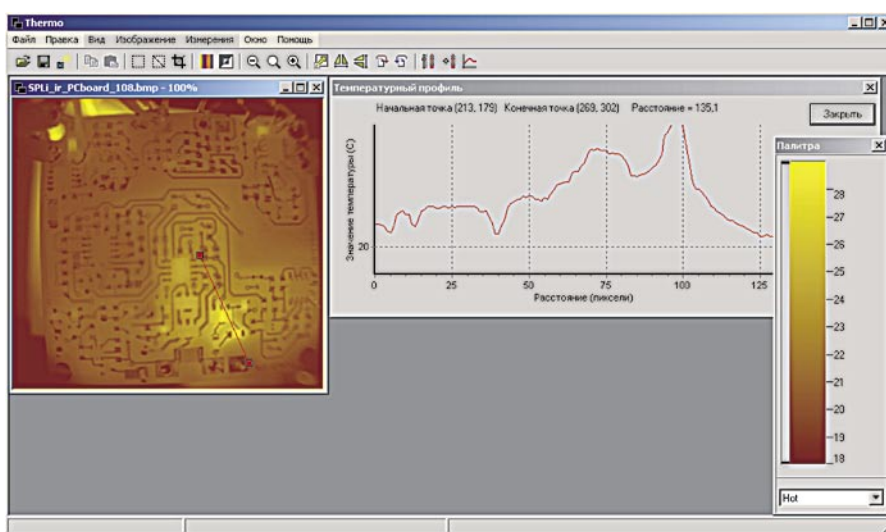 Thermo
Файл Правка Вид Изображение Измерения Окно Помощь
SPLi_ir_PCboard_108.bmp - 100%
Температурный профиль
Начальная точка (213, 179) Конечная точка (269, 302) Расстояние = 135,1
Закрыть
Значение температуры (C)
20
0 25 50 75 100 125
Расстояние (пиксели)
Палитра
28
27
26
25
24
23
22
21
20
19
18
Hot